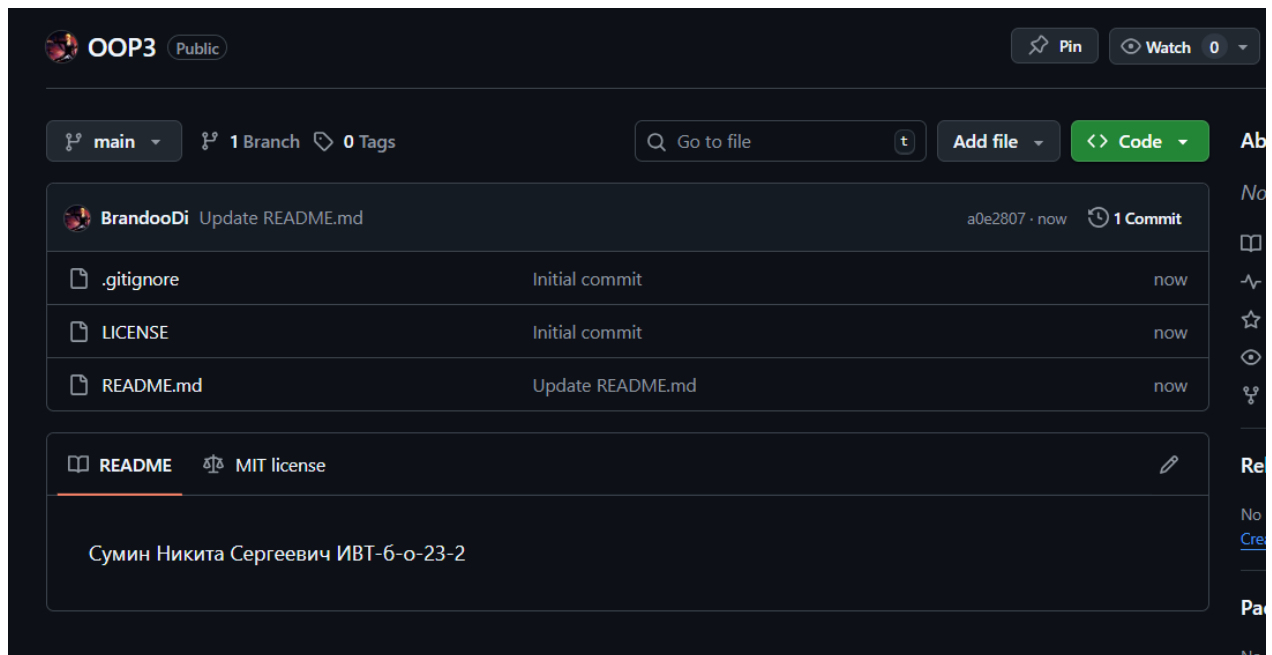 OOP3 Public Pin Watch 0
main 1 Branch 0 Tags Go to file t Add file Code
BrandooDi Update README.md a0e2807 · now 1 Commit
.gitignore Initial commit now
LICENSE Initial commit now
README.md Update README.md now
README MIT license
No
Сумин Никита Сергеевич ИВТ-б-о-23-2